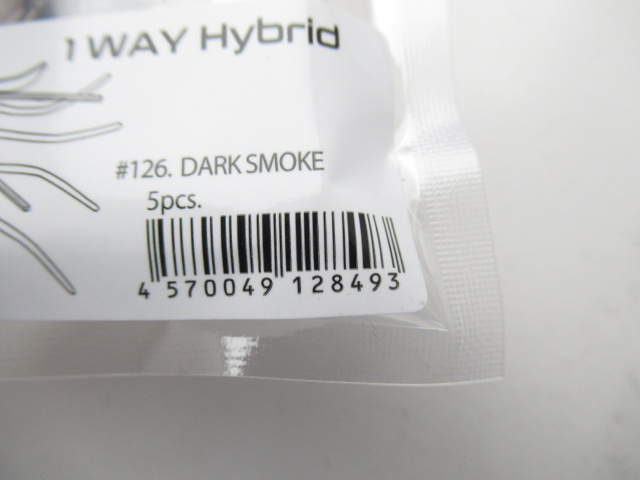 1 WAY Hybrid
#126. DARK SMOKE
5pcs.
4 570049 128493